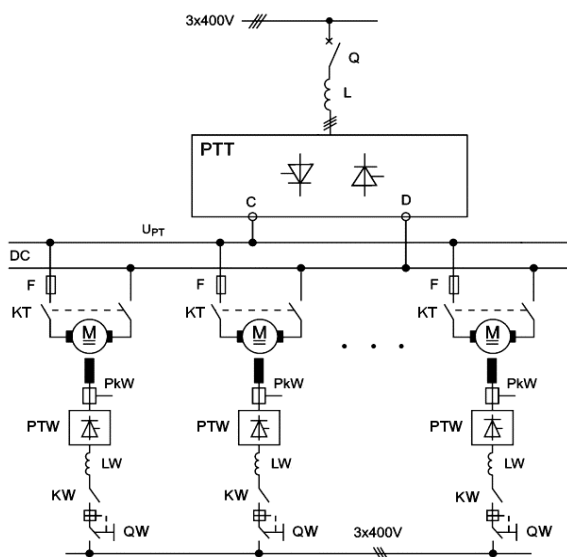 3x400V
Q
L
PTT
C D
U_PT
DC
F F F
KT KT KT
M M M
. . .
PkW PkW PkW
PTW PTW PTW
LW LW LW
KW KW KW
QW QW QW
3x400V